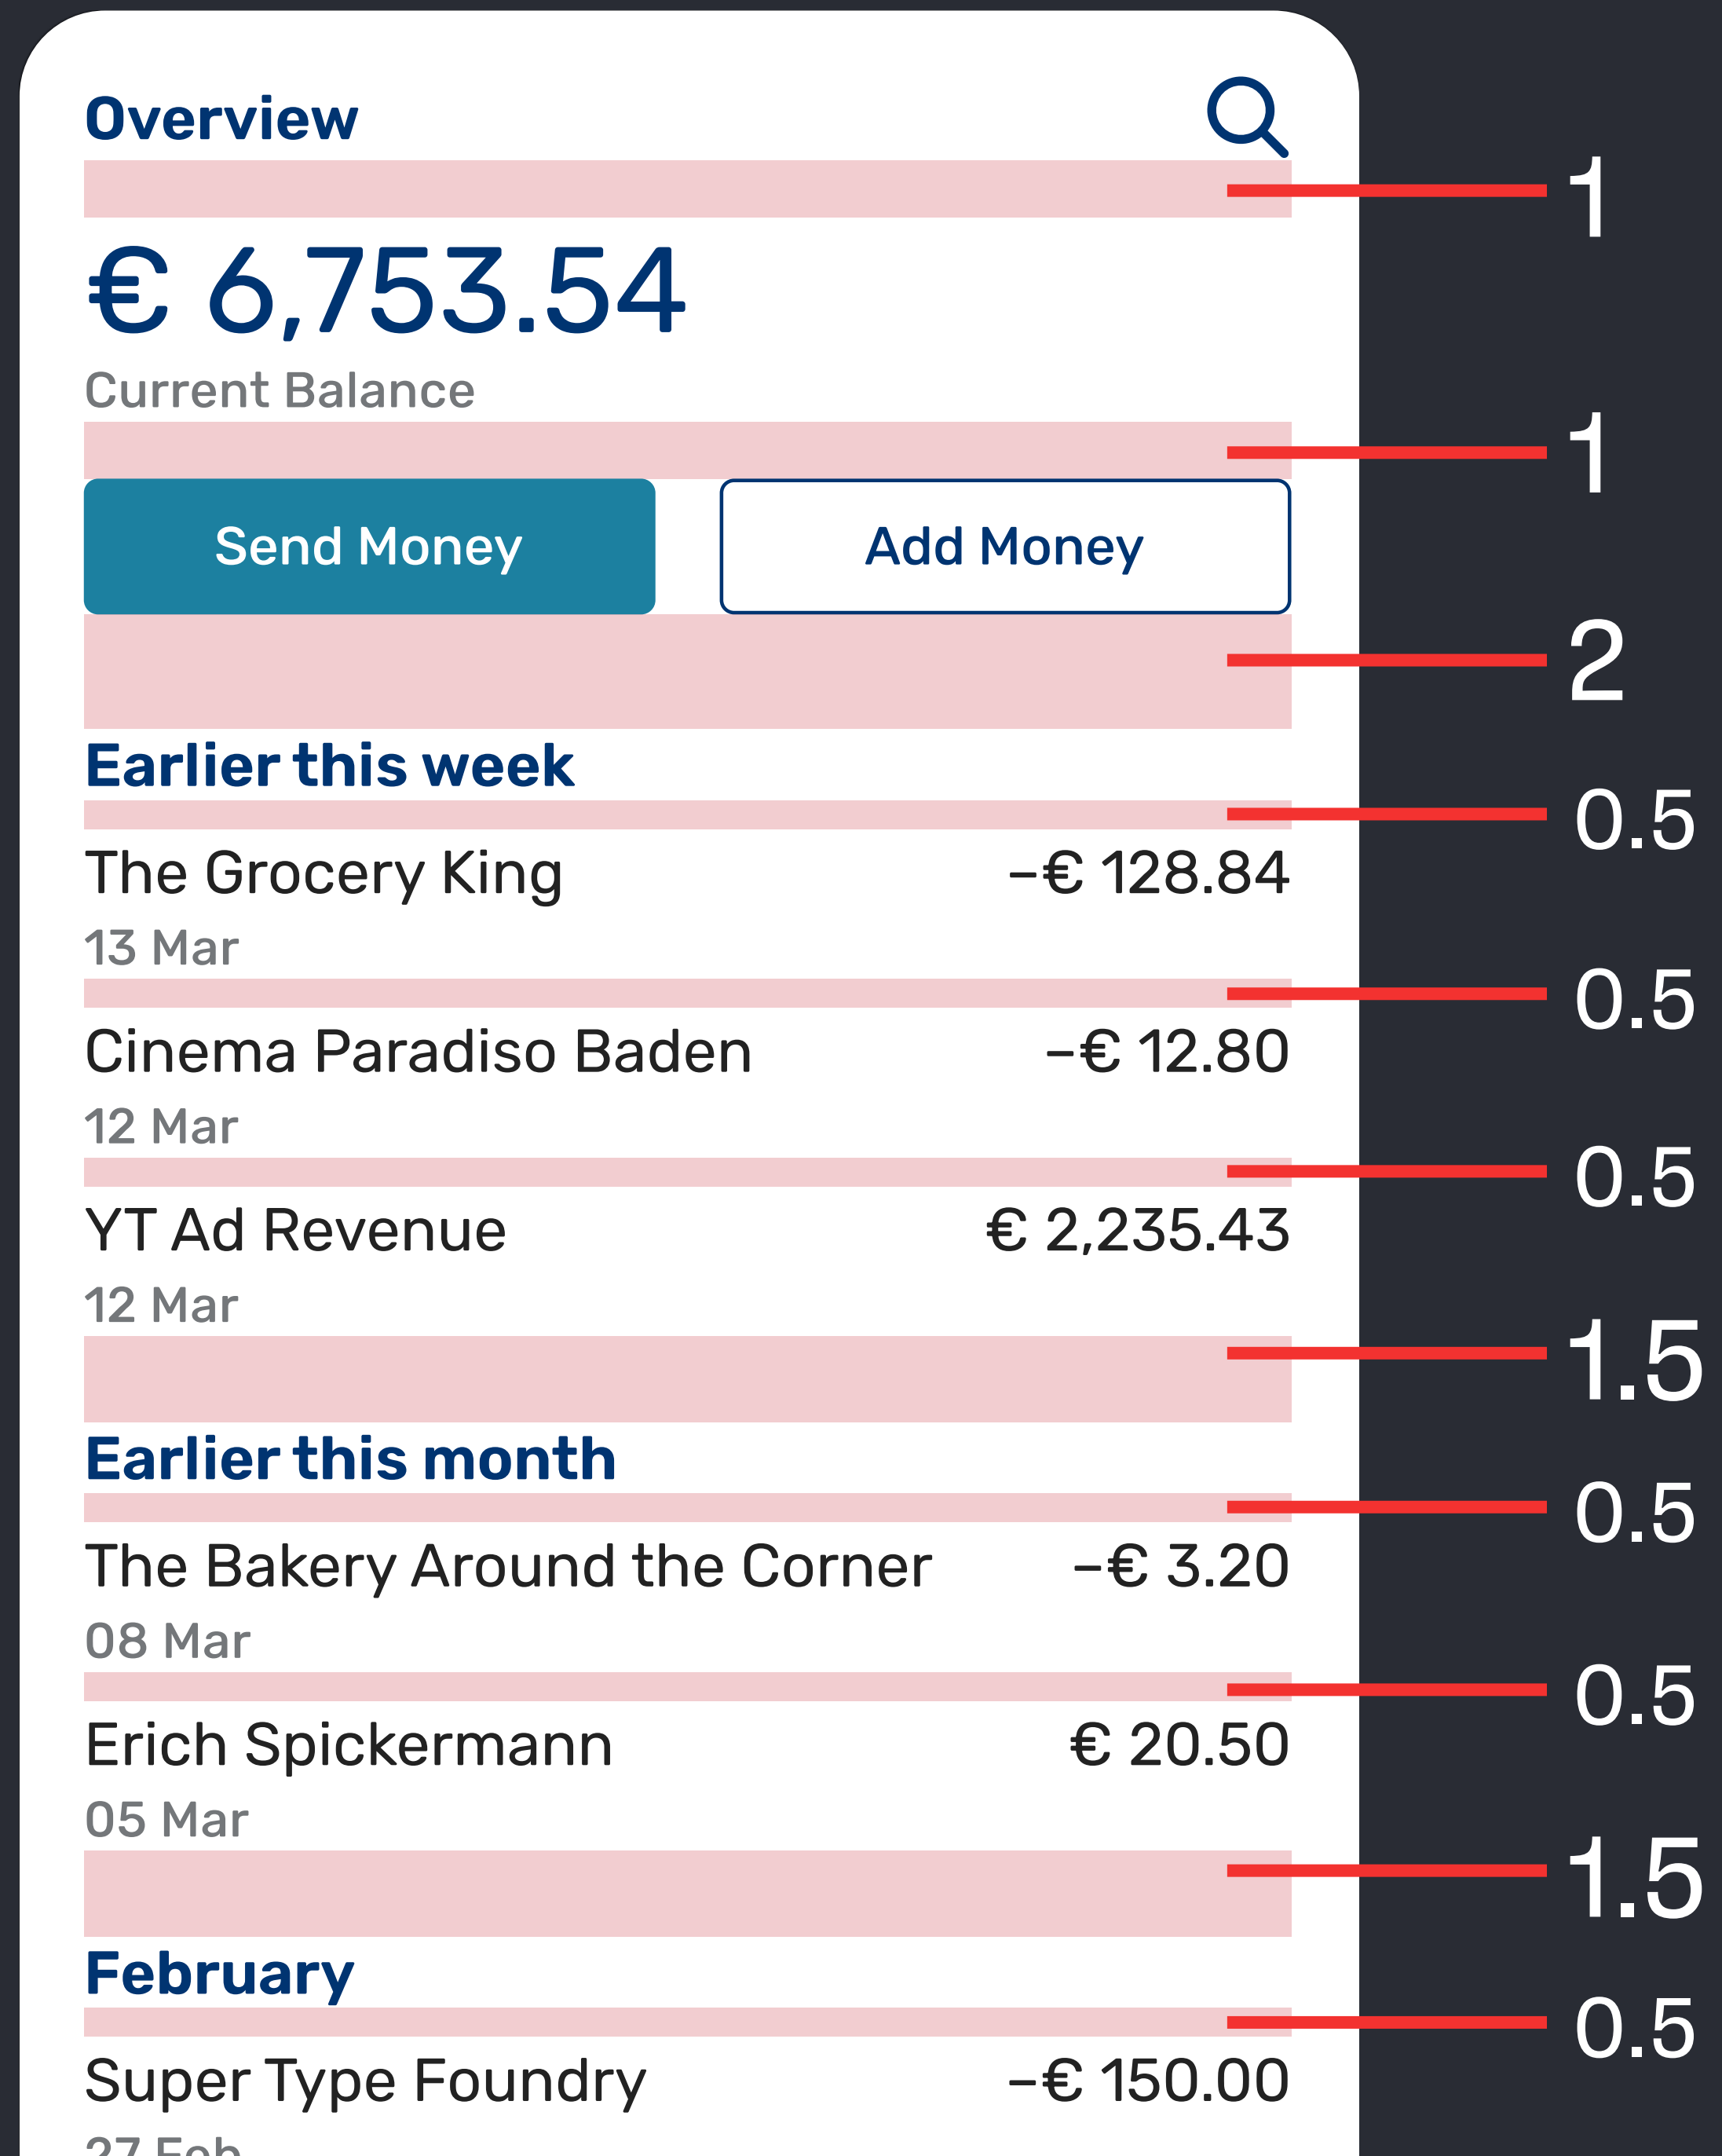 Overview
1
€ 6,753.54
Current Balance
1
Send Money Add Money
2
Earlier this week
0.5
The Grocery King –€ 128.84
13 Mar
0.5
Cinema Paradiso Baden –€ 12.80
12 Mar
0.5
YT Ad Revenue € 2,235.43
12 Mar
1.5
Earlier this month
0.5
The Bakery Around the Corner –€ 3.20
08 Mar
0.5
Erich Spickermann € 20.50
05 Mar
1.5
February
0.5
Super Type Foundry –€ 150.00
27 Feb